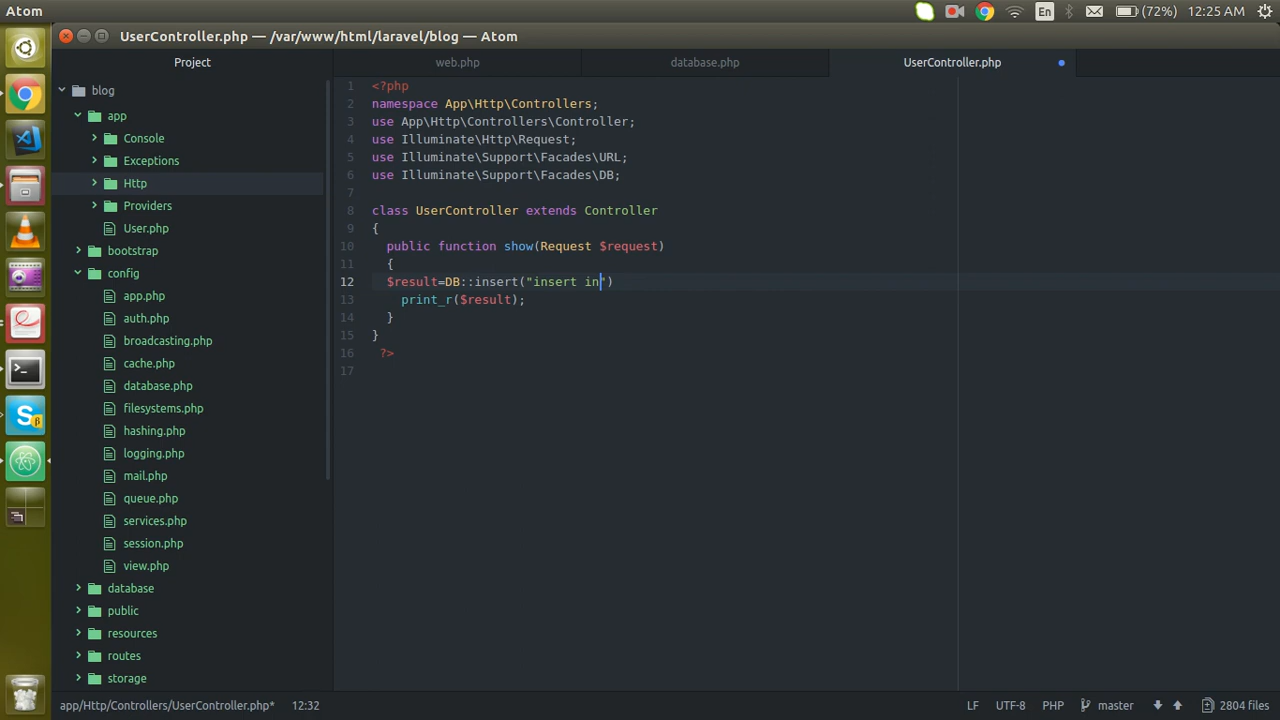 Atom
En
(72%)
12:25 AM
UserController.php — /var/www/html/laravel/blog — Atom
Project
web.php
database.php
UserController.php
blog
app
Console
Exceptions
Http
Providers
User.php
bootstrap
config
app.php
auth.php
broadcasting.php
cache.php
database.php
filesystems.php
hashing.php
logging.php
mail.php
queue.php
services.php
session.php
view.php
database
public
resources
routes
storage
1 <?php
2 namespace App\Http\Controllers;
3 use App\Http\Controllers\Controller;
4 use Illuminate\Http\Request;
5 use Illuminate\Support\Facades\URL;
6 use Illuminate\Support\Facades\DB;
7
8 class UserController extends Controller
9 {
10 public function show(Request $request)
11 {
12 $result=DB::insert("insert in")
13 print_r($result);
14 }
15 }
16 ?>
17
app/Http/Controllers/UserController.php*
12:32
LF
UTF-8
PHP
master
2804 files